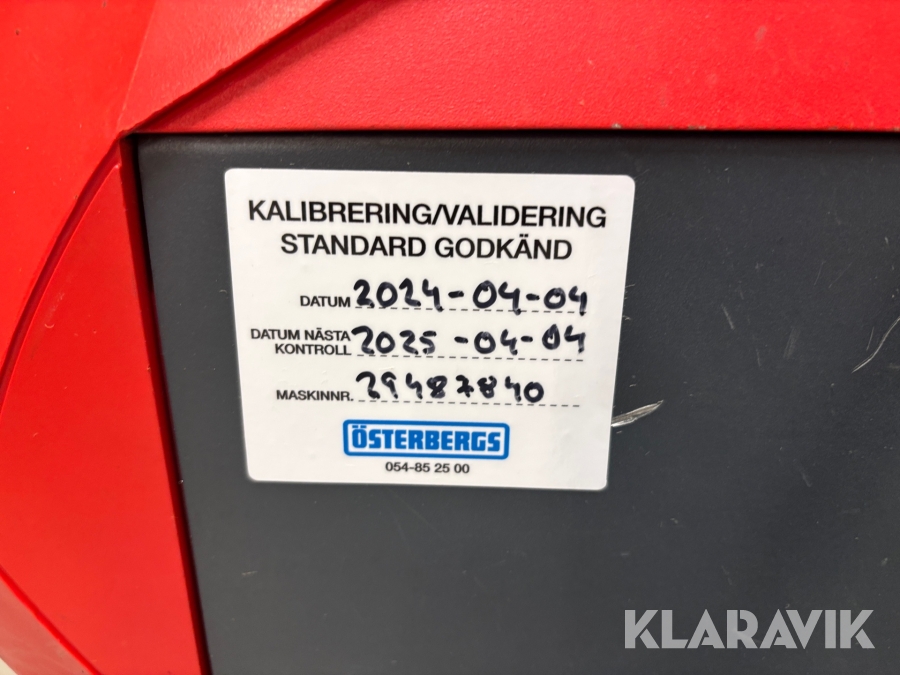 KALIBRERING/VALIDERING
STANDARD GODKÄND
DATUM 2024-04-04
DATUM NÄSTA
KONTROLL 2025-04-04
MASKINNR. 29487840
ÖSTERBERGS
054-85 25 00
KLARAVIK